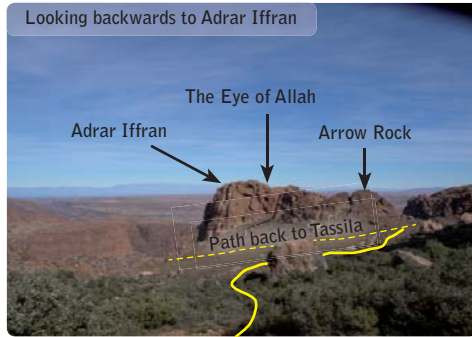 Looking backwards to Adrar Iffran
The Eye of Allah
Adrar Iffran
Arrow Rock
Path back to Tassila